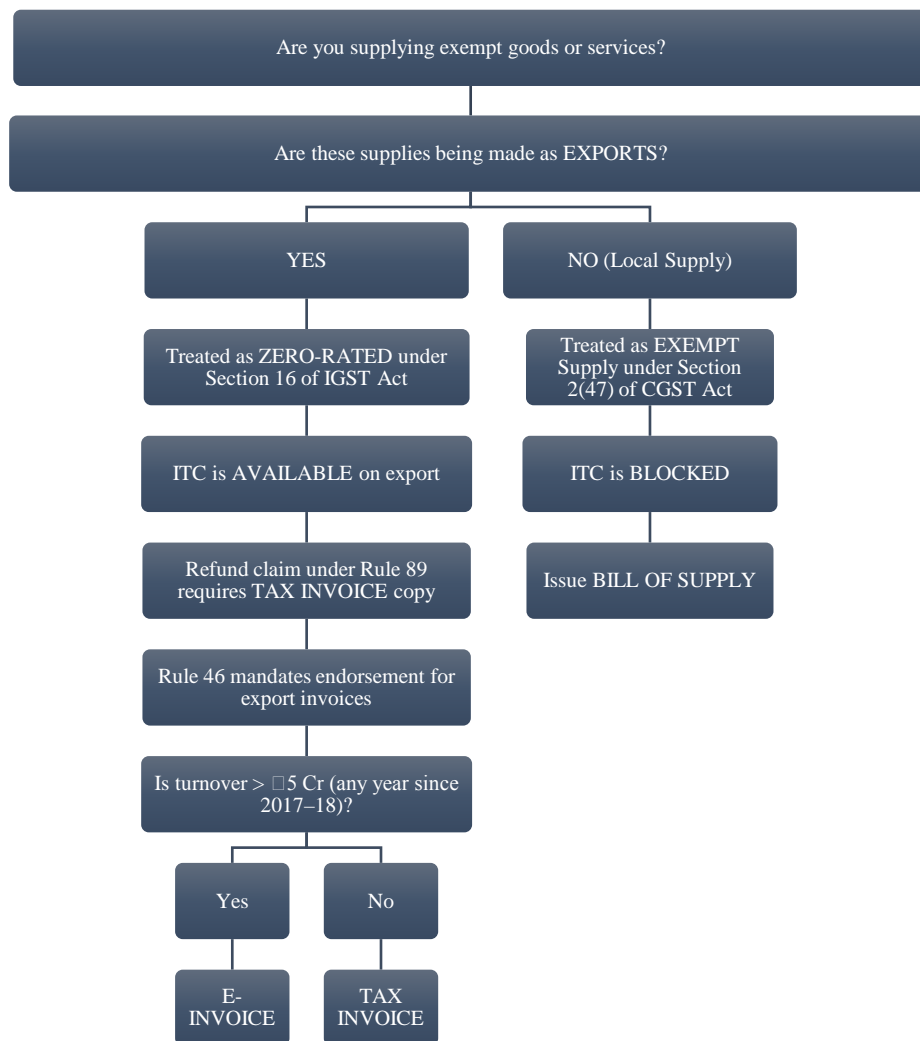 Are you supplying exempt goods or services?
Are these supplies being made as EXPORTS?
YES
NO (Local Supply)
Treated as ZERO-RATED under
Section 16 of IGST Act
Treated as EXEMPT
Supply under Section
2(47) of CGST Act
ITC is AVAILABLE on export
ITC is BLOCKED
Refund claim under Rule 89
requires TAX INVOICE copy
Issue BILL OF SUPPLY
Rule 46 mandates endorsement for
export invoices
Is turnover > □5 Cr (any year since
2017–18)?
Yes
No
E-
INVOICE
TAX
INVOICE